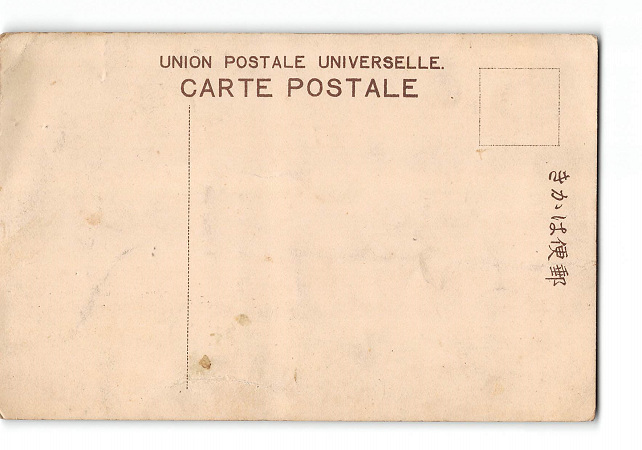 UNION POSTALE UNIVERSELLE.
CARTE POSTALE
きかは便郵